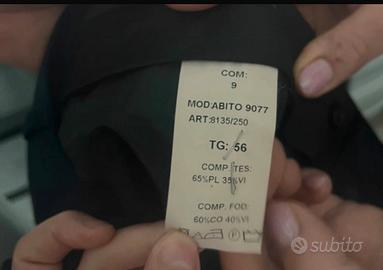 COM:
9
MOD:ABITO 9077
ART:8135/250
TG: 56
COMP TES:
65%PL 35%VI
COMP. FOD:
60%CO 40%VI
subito